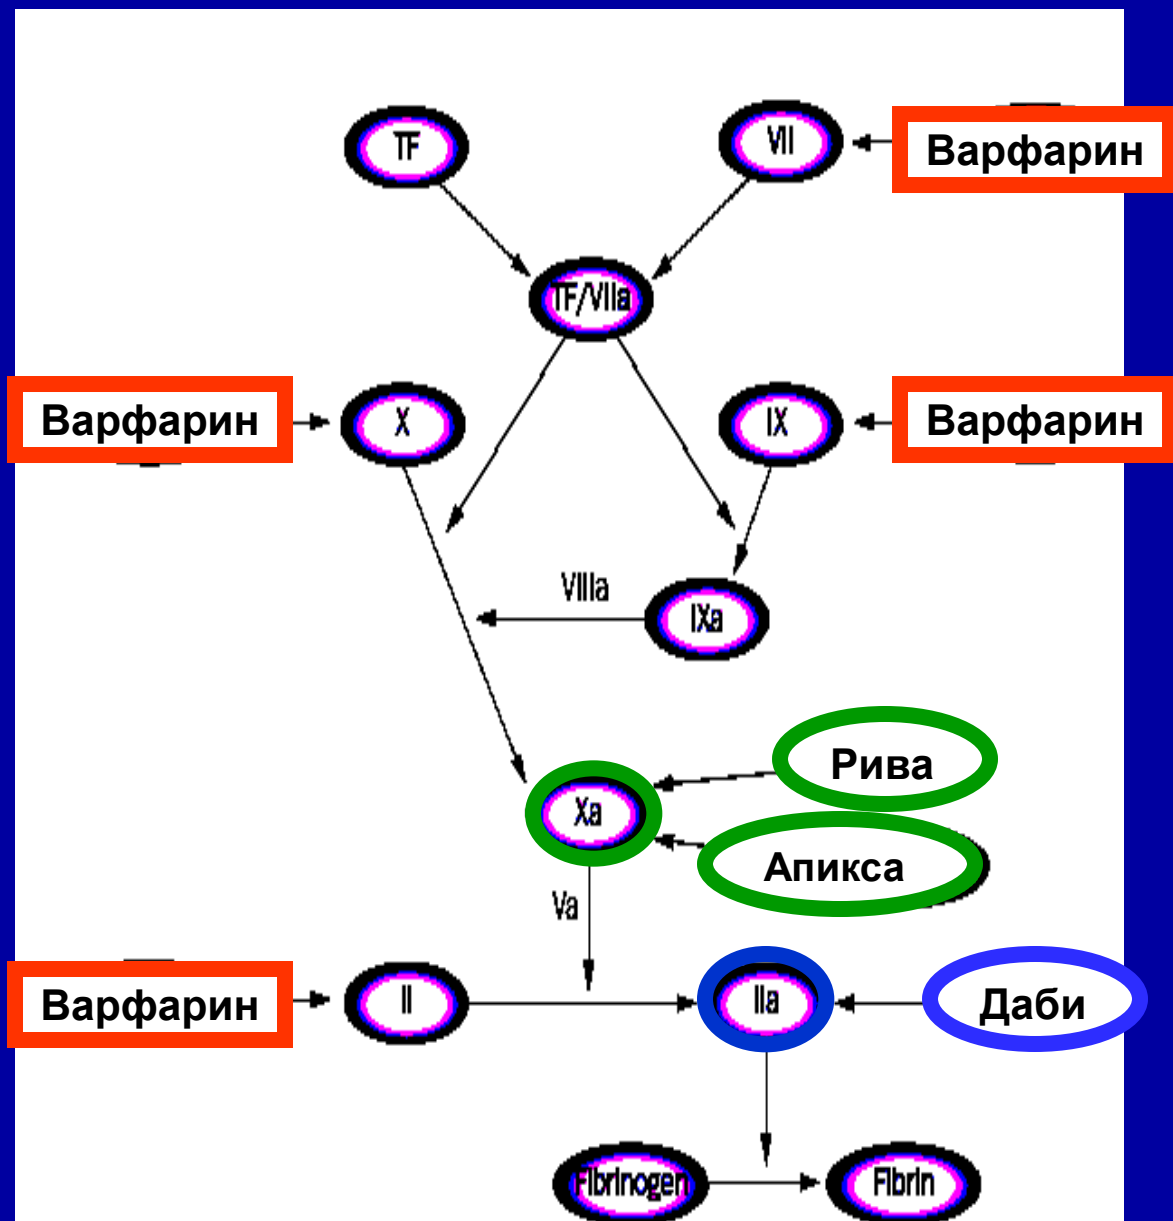 TF
VII
Варфарин
TF/VIIa
Варфарин
X
IX
Варфарин
VIIIa
IXa
Рива
Xa
Апикса
Va
Варфарин
II
IIa
Даби
Fibrinogen
Fibrin